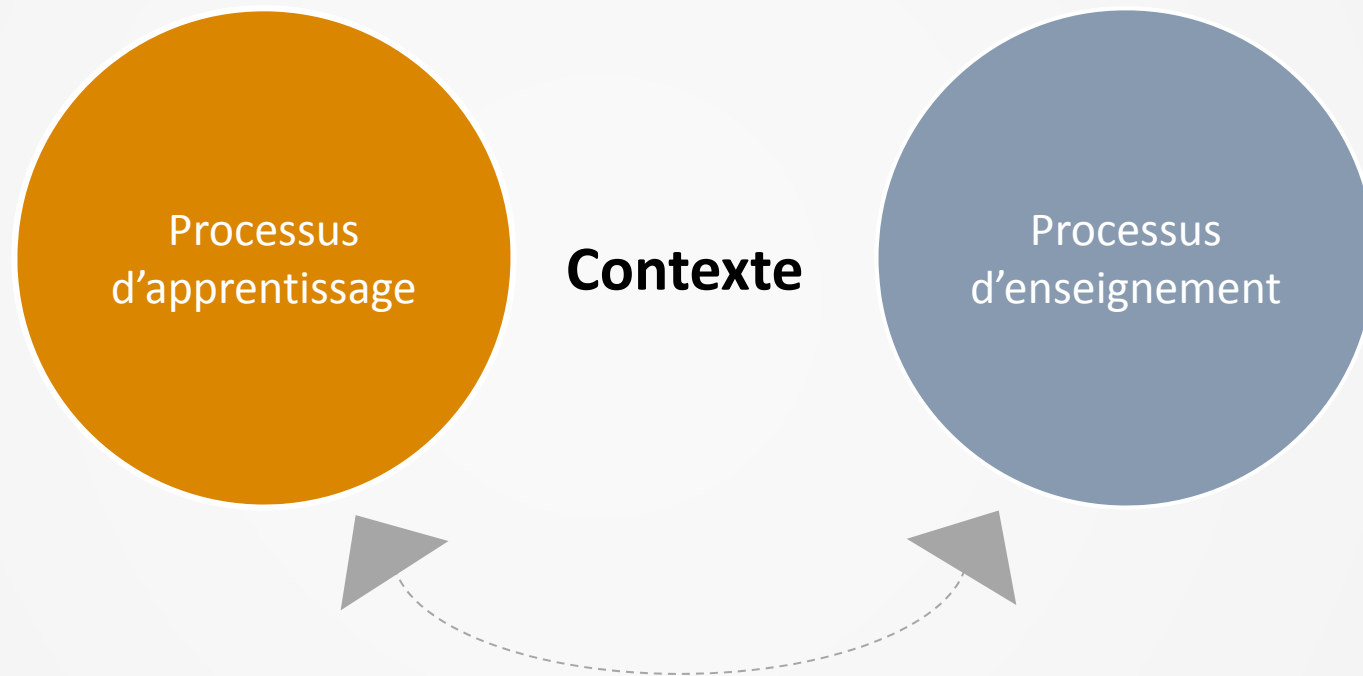 Processus
d’apprentissage
Contexte
Processus
d’enseignement